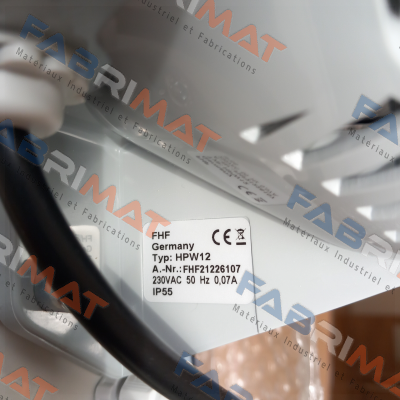 FHF
Germany
Typ: HPW12
A.-Nr.: FHF21226107
230VAC 50 Hz 0,07A
IP55
CE
FABRIMAT
Matériaux Industriel et Fabrications